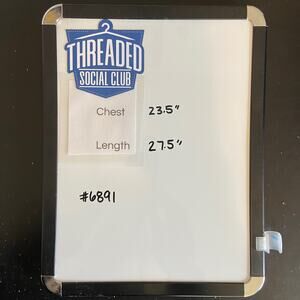 THREADED
SOCIAL CLUB
Chest 23.5"
Length 27.5"
#6891